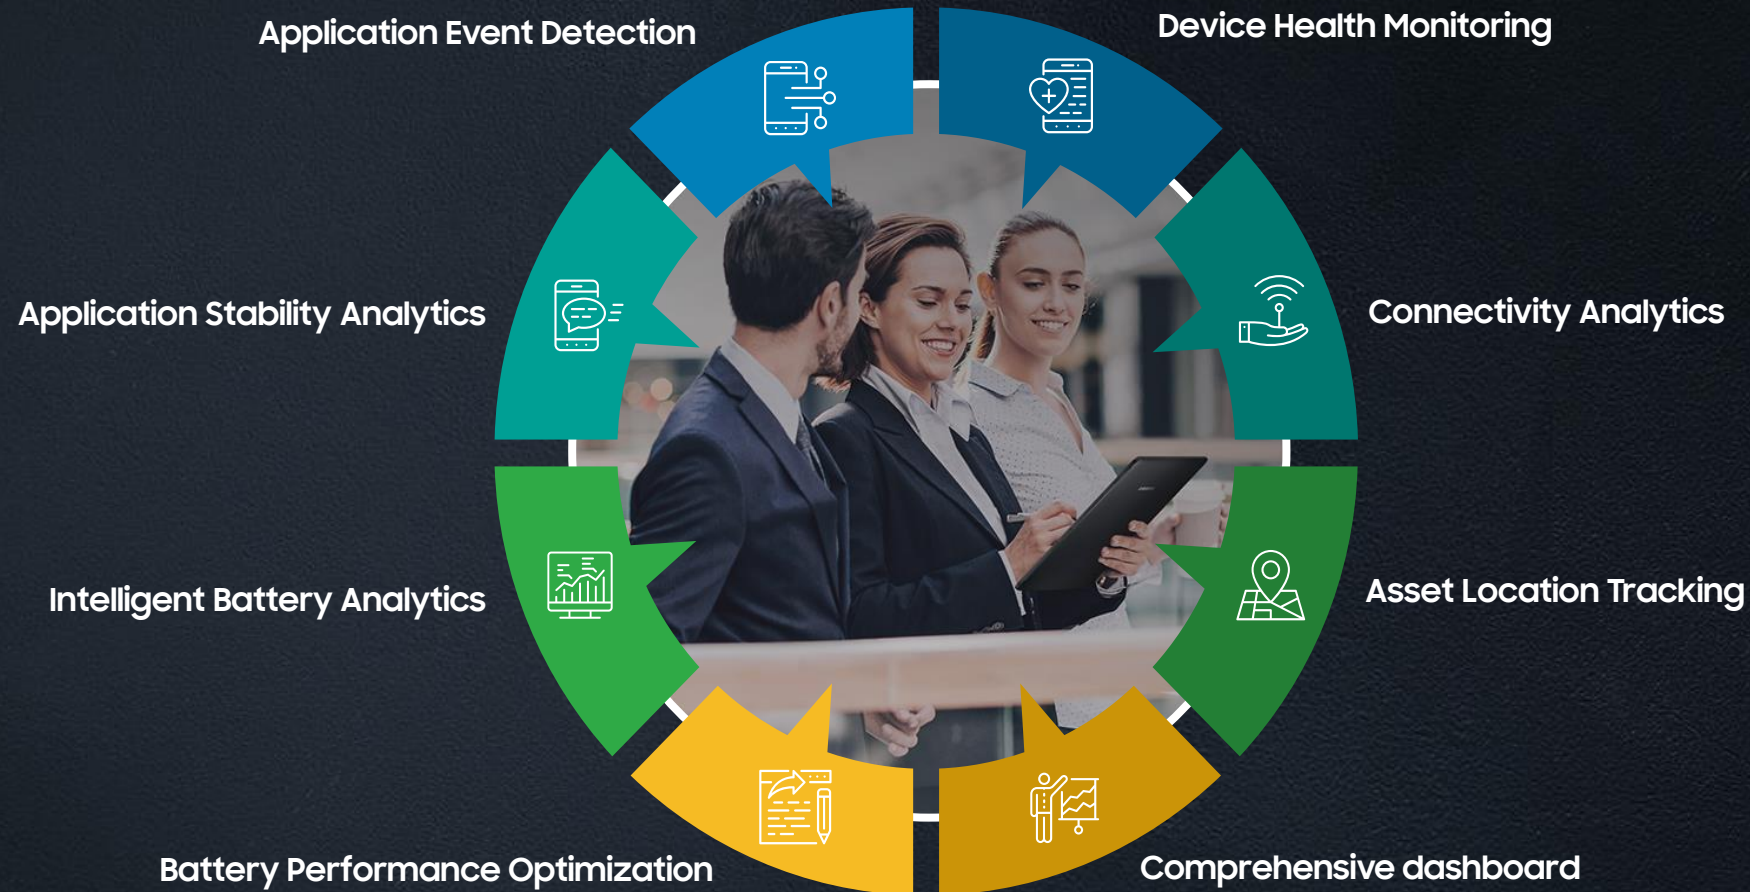 Application Event Detection
Device Health Monitoring
Application Stability Analytics
Connectivity Analytics
Intelligent Battery Analytics
Asset Location Tracking
Battery Performance Optimization
Comprehensive dashboard